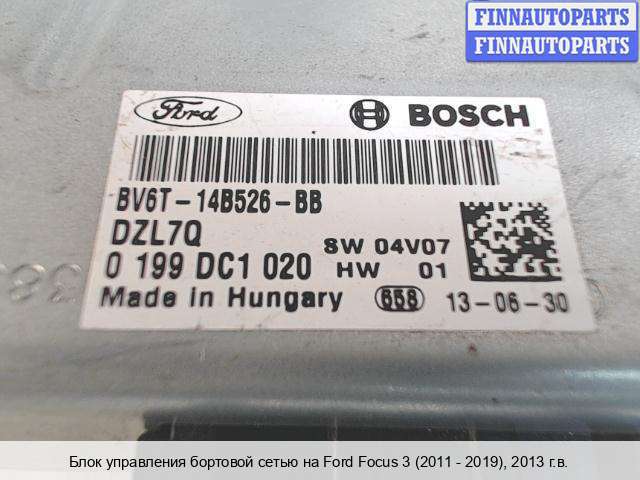 FINNAUTOPARTS
FINNAUTOPARTS
Ford
BOSCH
BV6T-14B526-BB
DZL7Q
SW 04V07
0 199 DC1 020
HW 01
Made in Hungary
658
13-06-30
Блок управления бортовой сетью на Ford Focus 3 (2011 - 2019), 2013 г.в.